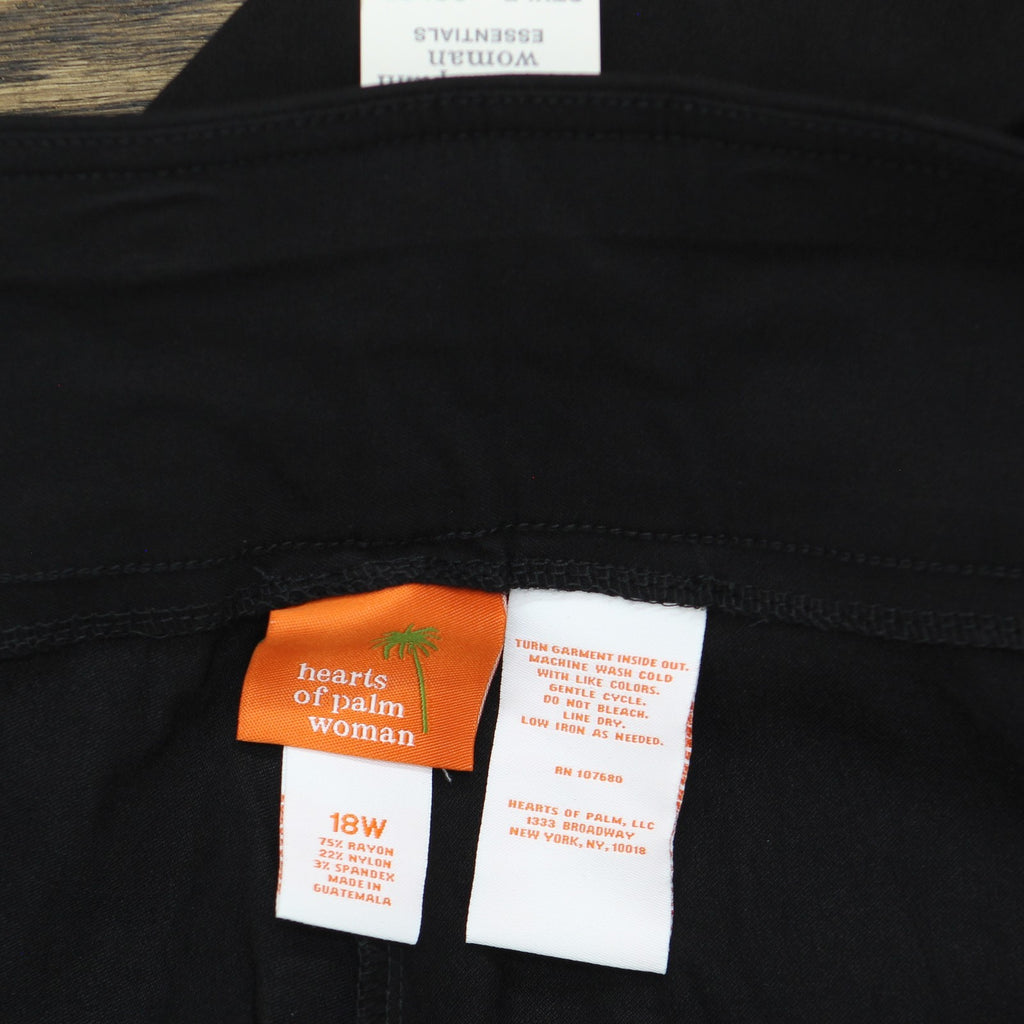 ESSENTIALS
woman
hearts
of palm
woman
18W
75% RAYON
22% NYLON
3% SPANDEX
MADE IN
GUATEMALA
TURN GARMENT INSIDE OUT.
MACHINE WASH COLD
WITH LIKE COLORS.
GENTLE CYCLE.
DO NOT BLEACH.
LINE DRY.
LOW IRON AS NEEDED.
RN 107680
HEARTS OF PALM, LLC
1333 BROADWAY
NEW YORK, NY, 10018